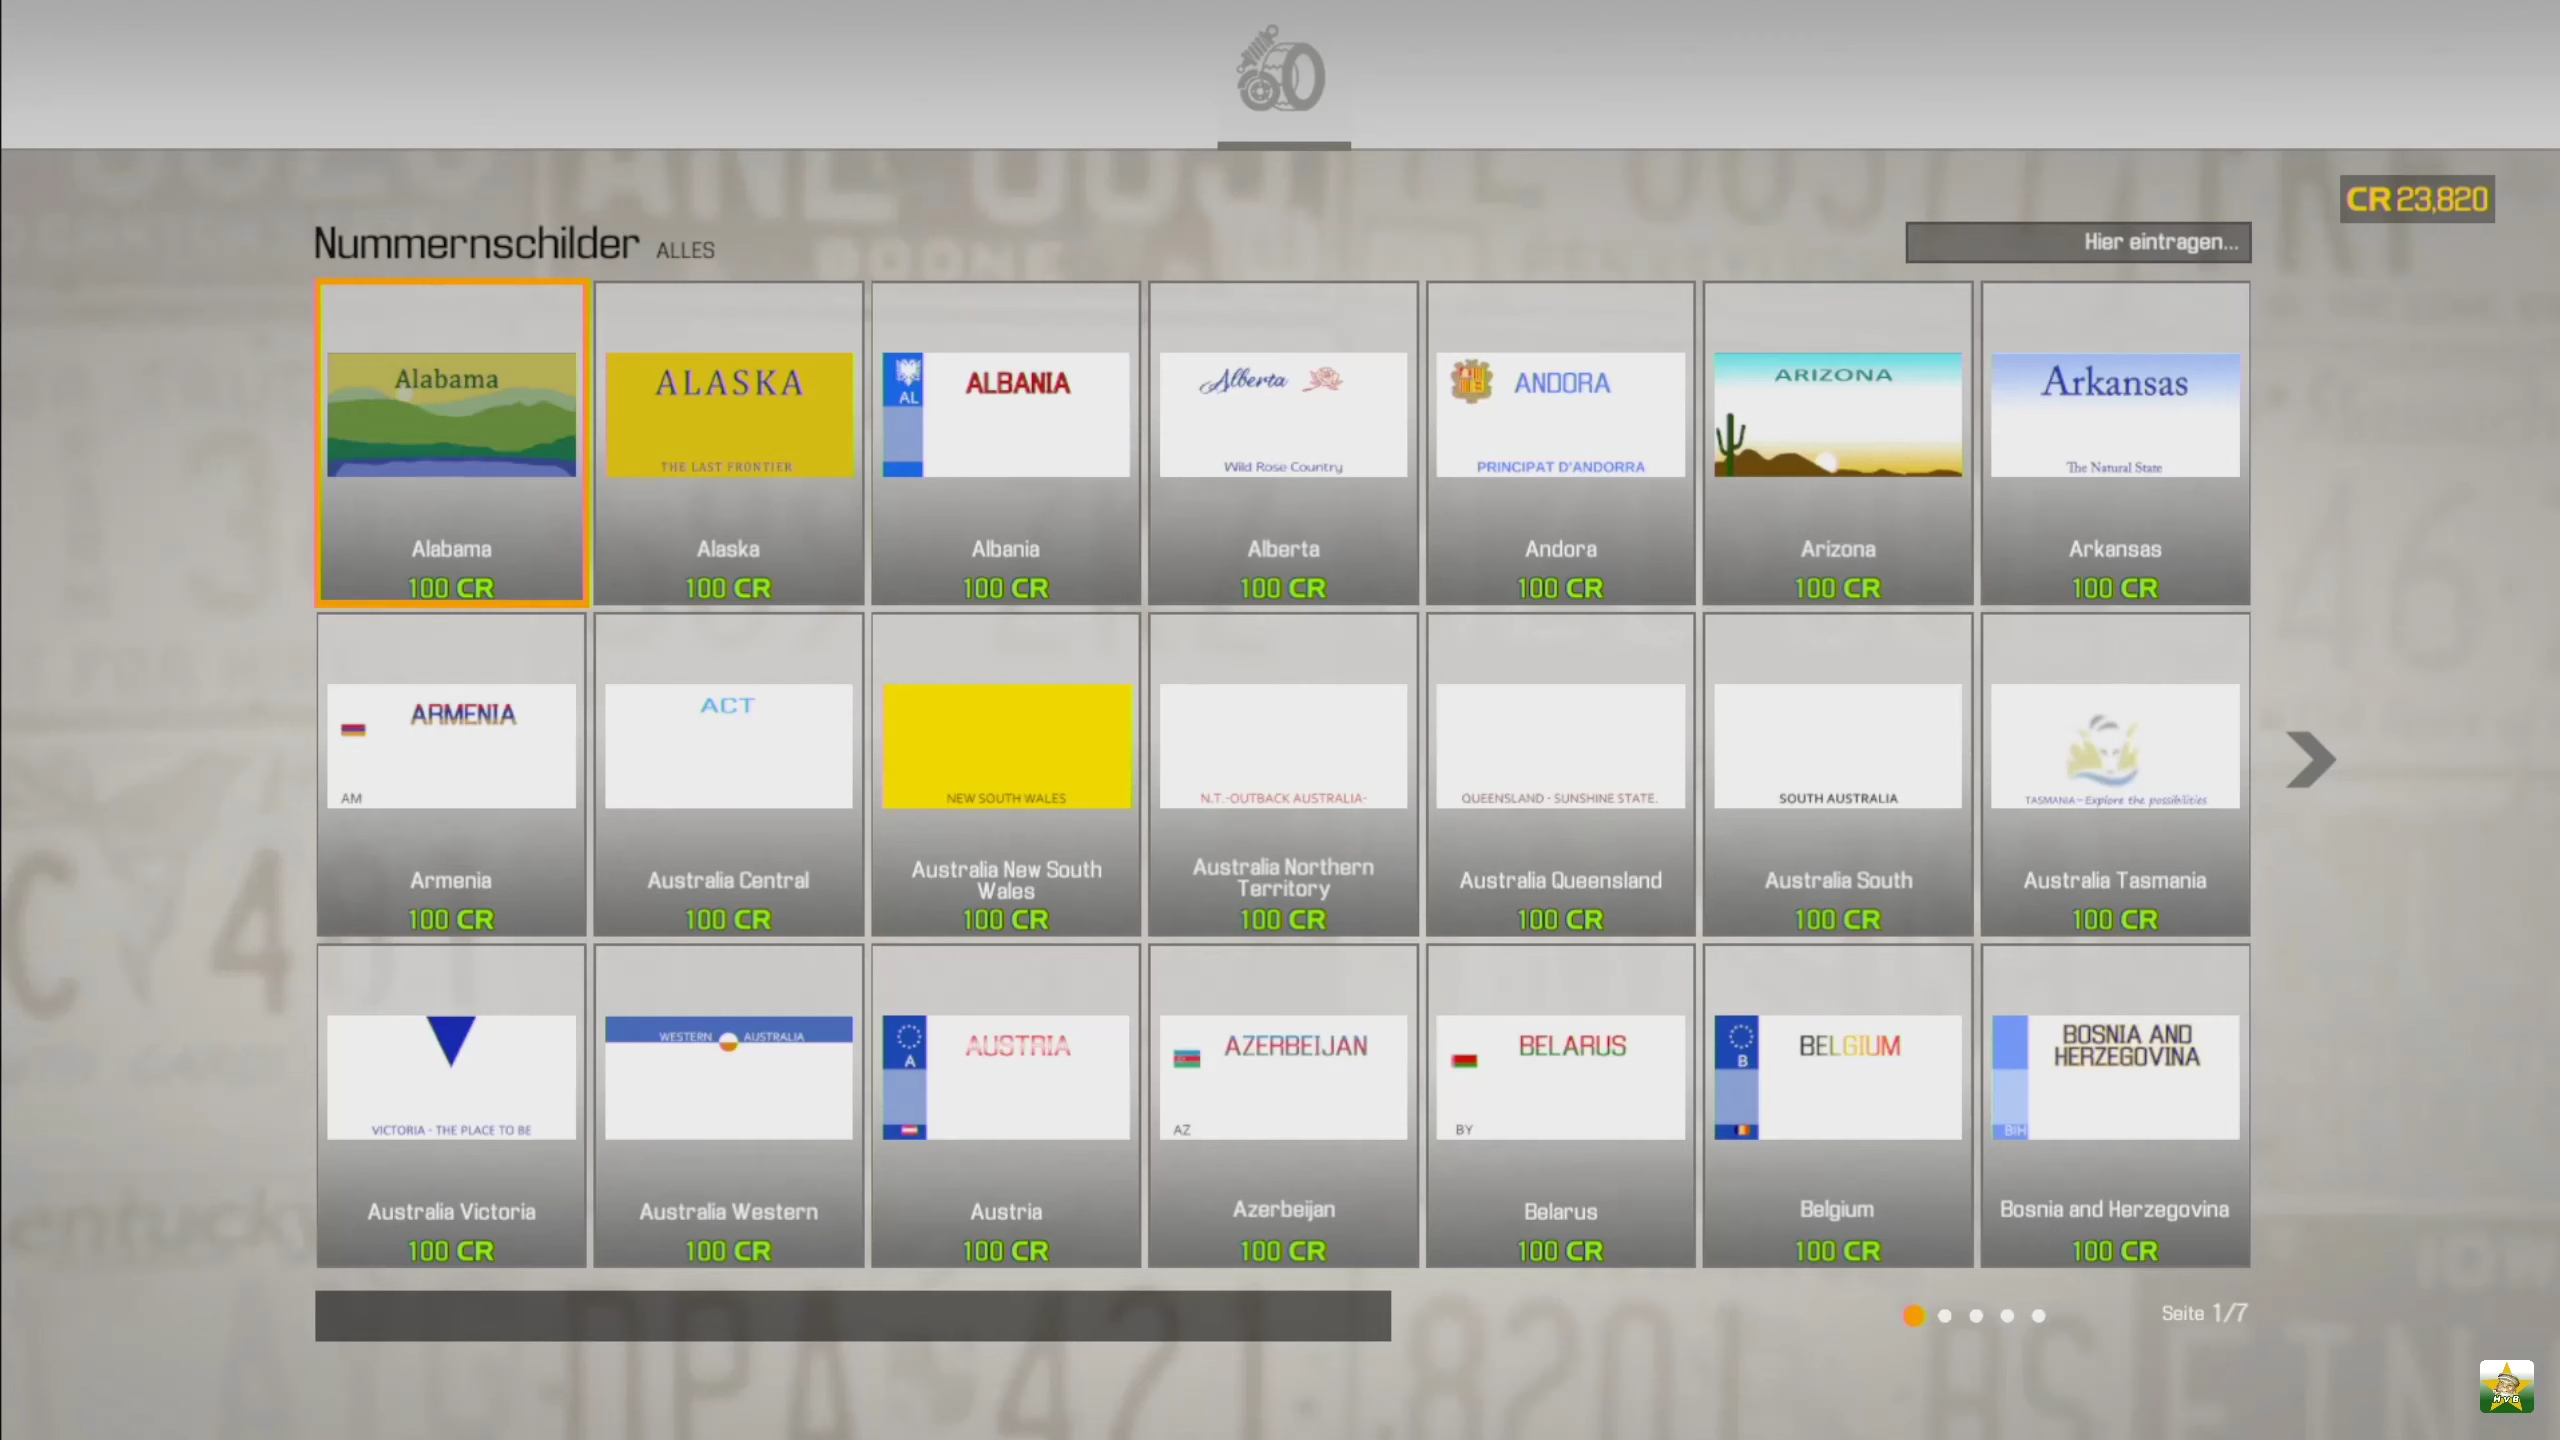 CR 23,820
Nummernschilder ALLES
Hier eintragen...
Alabama
ALASKA
THE LAST FRONTIER
AL
ALBANIA
Alberta
Wild Rose Country
ANDORA
PRINCIPAT D'ANDORRA
ARIZONA
Arkansas
The Natural State
Alabama
100 CR
Alaska
100 CR
Albania
100 CR
Alberta
100 CR
Andora
100 CR
Arizona
100 CR
Arkansas
100 CR
ARMENIA
AM
ACT
NEW SOUTH WALES
N.T.-OUTBACK AUSTRALIA-
QUEENSLAND - SUNSHINE STATE.
SOUTH AUSTRALIA
TASMANIA-Explore the possibilities
Armenia
100 CR
Australia Central
100 CR
Australia New South
Wales
100 CR
Australia Northern
Territory
100 CR
Australia Queensland
100 CR
Australia South
100 CR
Australia Tasmania
100 CR
VICTORIA - THE PLACE TO BE
WESTERN AUSTRALIA
A
AUSTRIA
AZERBEIJAN
AZ
BELARUS
BY
B
BELGIUM
BOSNIA AND
HERZEGOVINA
BIH
Australia Victoria
100 CR
Australia Western
100 CR
Austria
100 CR
Azerbeijan
100 CR
Belarus
100 CR
Belgium
100 CR
Bosnia and Herzegovina
100 CR
Seite 1/7